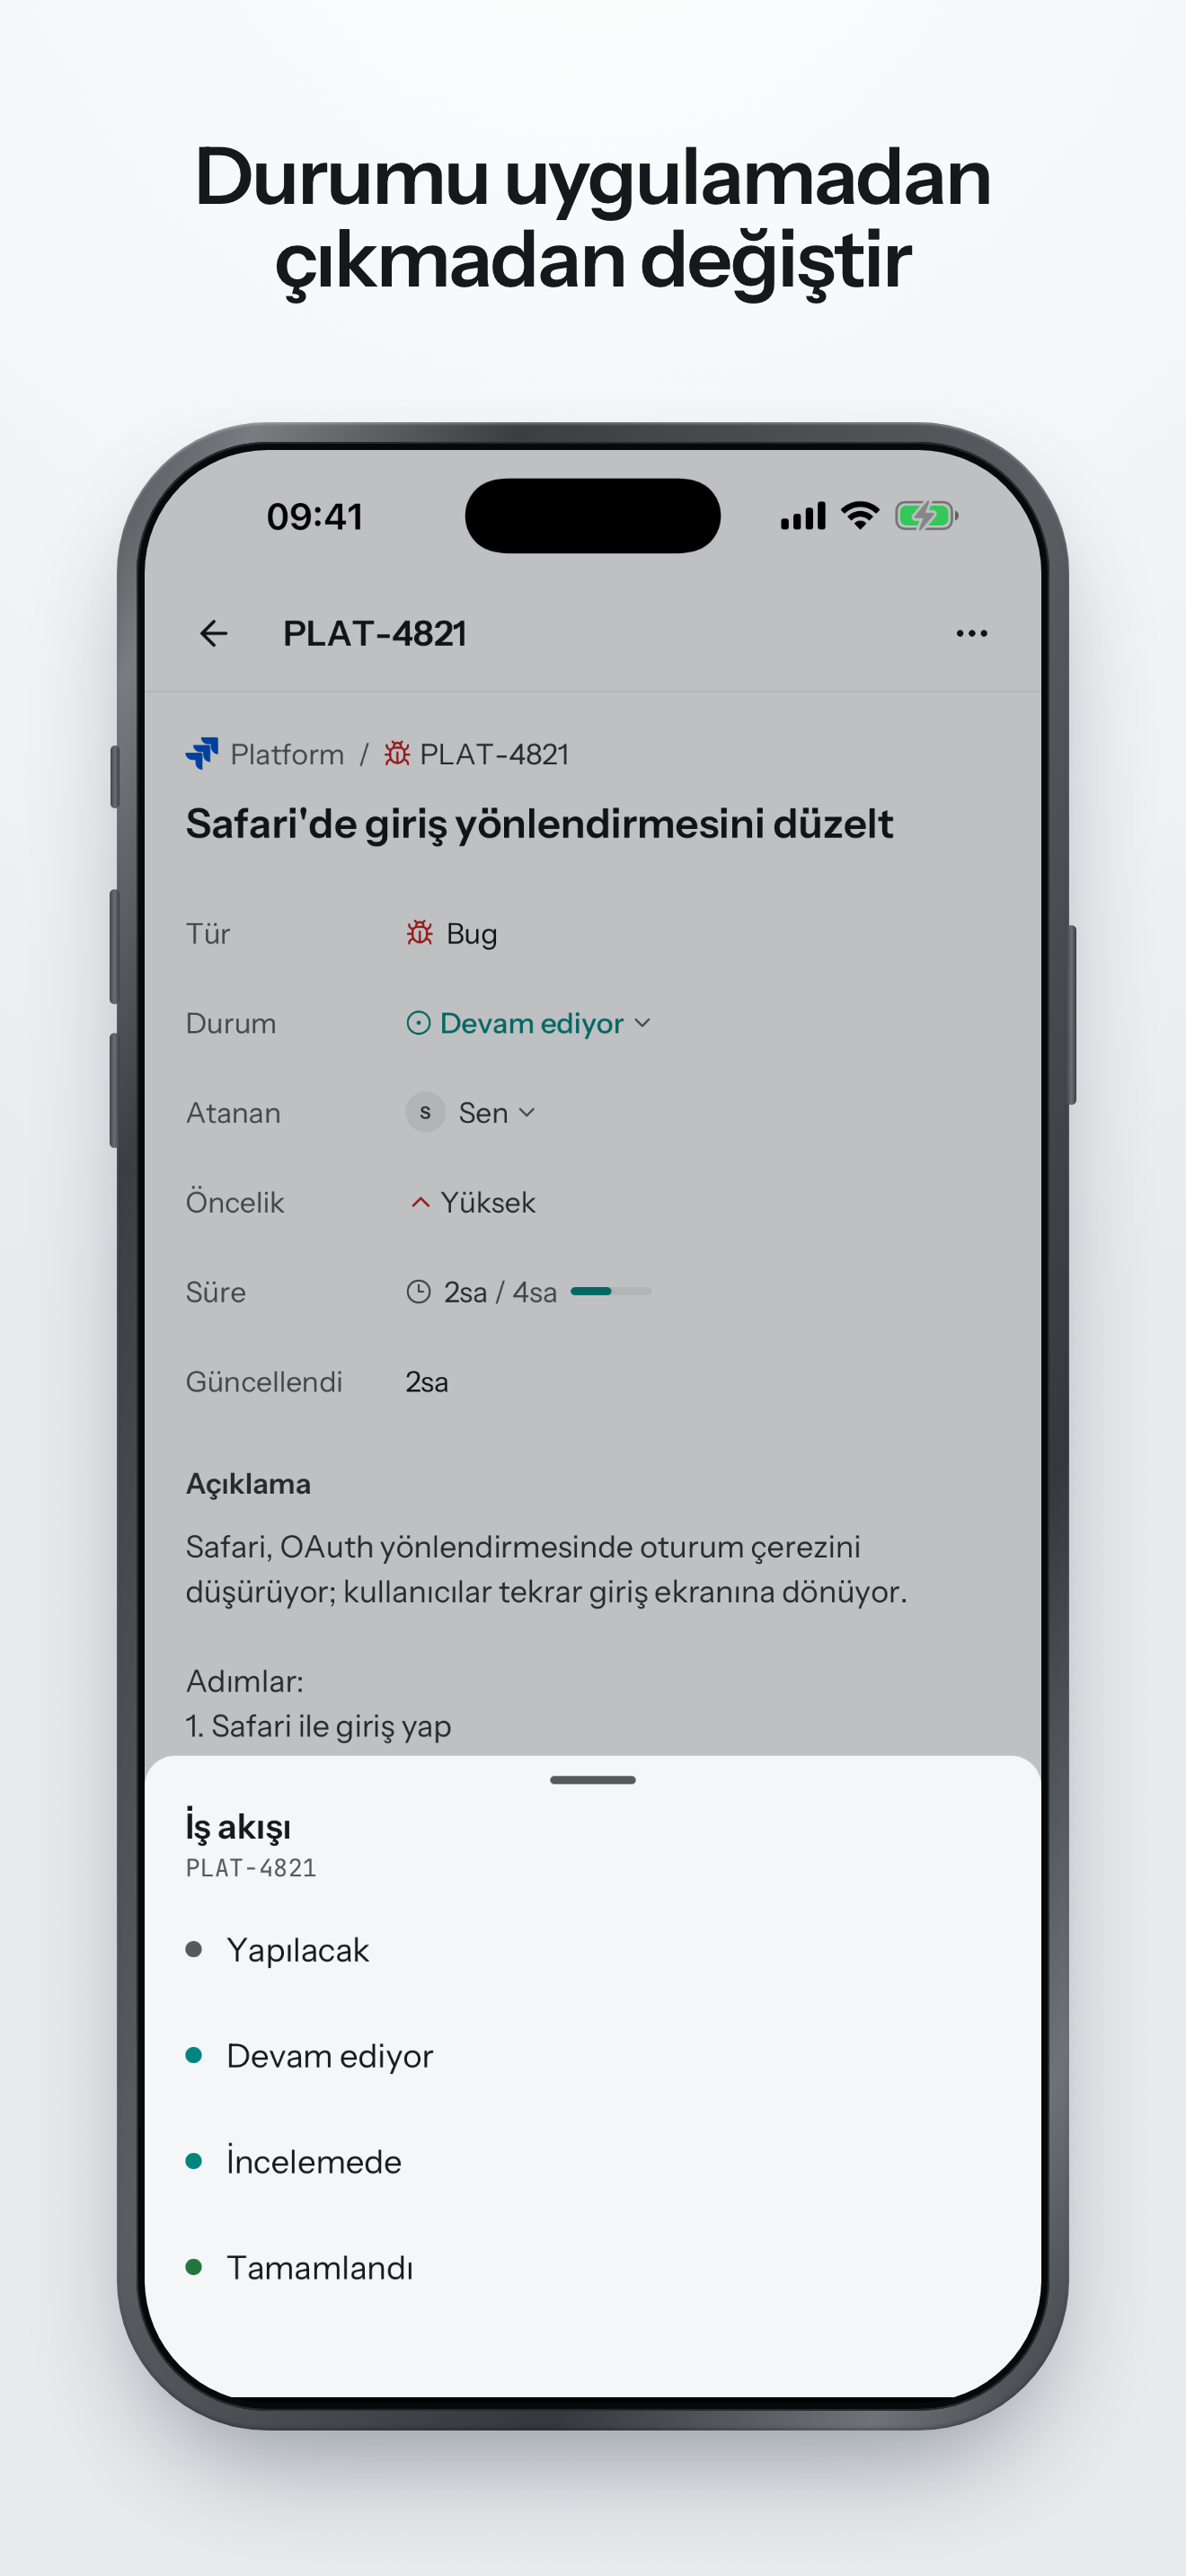 Durumu uygulamadan
çıkmadan değiştir
09:41
PLAT-4821
Platform / PLAT-4821
Safari'de giriş yönlendirmesini düzelt
Tür Bug
Durum Devam ediyor
Atanan S Sen
Öncelik Yüksek
Süre 2sa / 4sa
Güncellendi 2sa
Açıklama
Safari, OAuth yönlendirmesinde oturum çerezini
düşürüyor; kullanıcılar tekrar giriş ekranına dönüyor.
Adımlar:
1. Safari ile giriş yap
İş akışı
PLAT-4821
Yapılacak
Devam ediyor
İncelemede
Tamamlandı